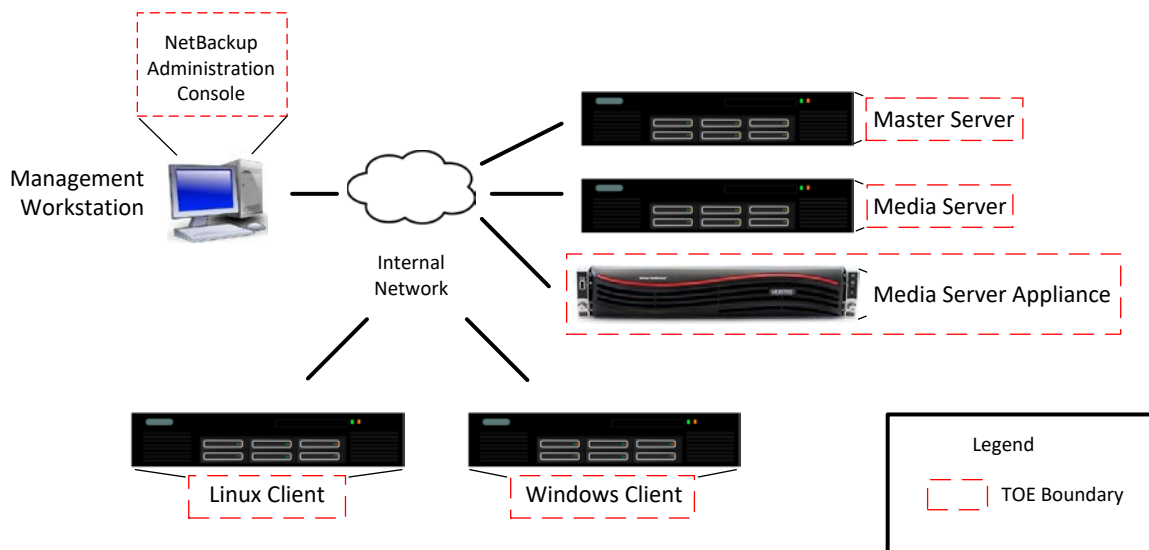 NetBackup
Administration
Console
Management
Workstation
Internal
Network
Master Server
Media Server
Media Server Appliance
Linux Client
Windows Client
Legend
TOE Boundary